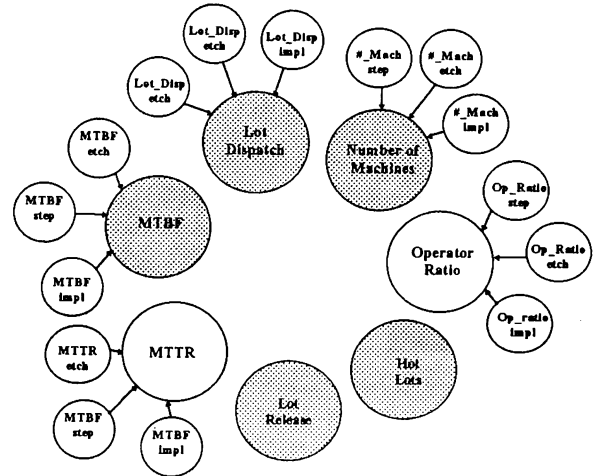 Lot_Disp
etch
Lot_Disp
impl
Lot_Disp
etch
Lot
Dispatch
#_Mach
step
#_Mach
etch
#_Mach
impl
Number of
Machines
MTBF
etch
MTBF
step
MTBF
impl
MTBF
Op_Ratio
step
Op_Ratio
etch
Op_ratio
impl
Operator
Ratio
MTTR
etch
MTBF
step
MTBF
impl
MTTR
Lot
Release
Hot
Lots